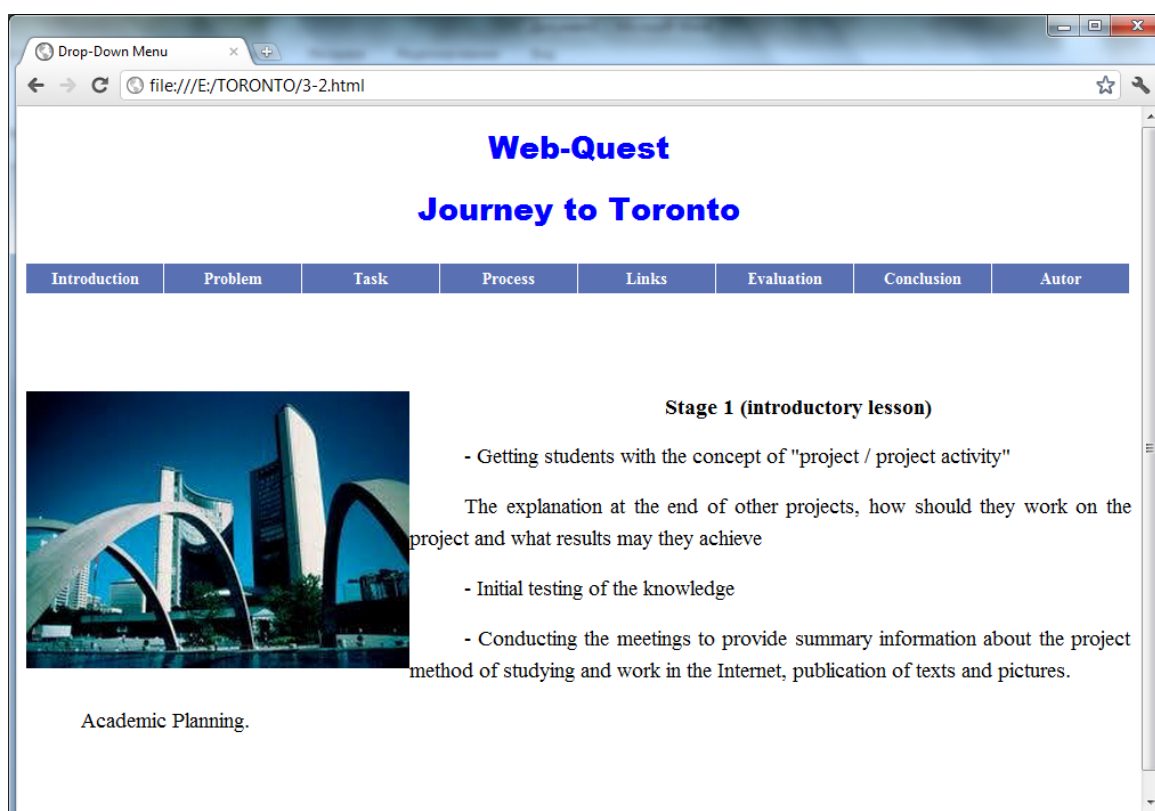 Drop-Down Menu
file:///E:/TORONTO/3-2.html
Web-Quest
Journey to Toronto
Introduction Problem Task Process Links Evaluation Conclusion Autor
Stage 1 (introductory lesson)
- Getting students with the concept of "project / project activity"
The explanation at the end of other projects, how should they work on the
project and what results may they achieve
- Initial testing of the knowledge
- Conducting the meetings to provide summary information about the project
method of studying and work in the Internet, publication of texts and pictures.
Academic Planning.